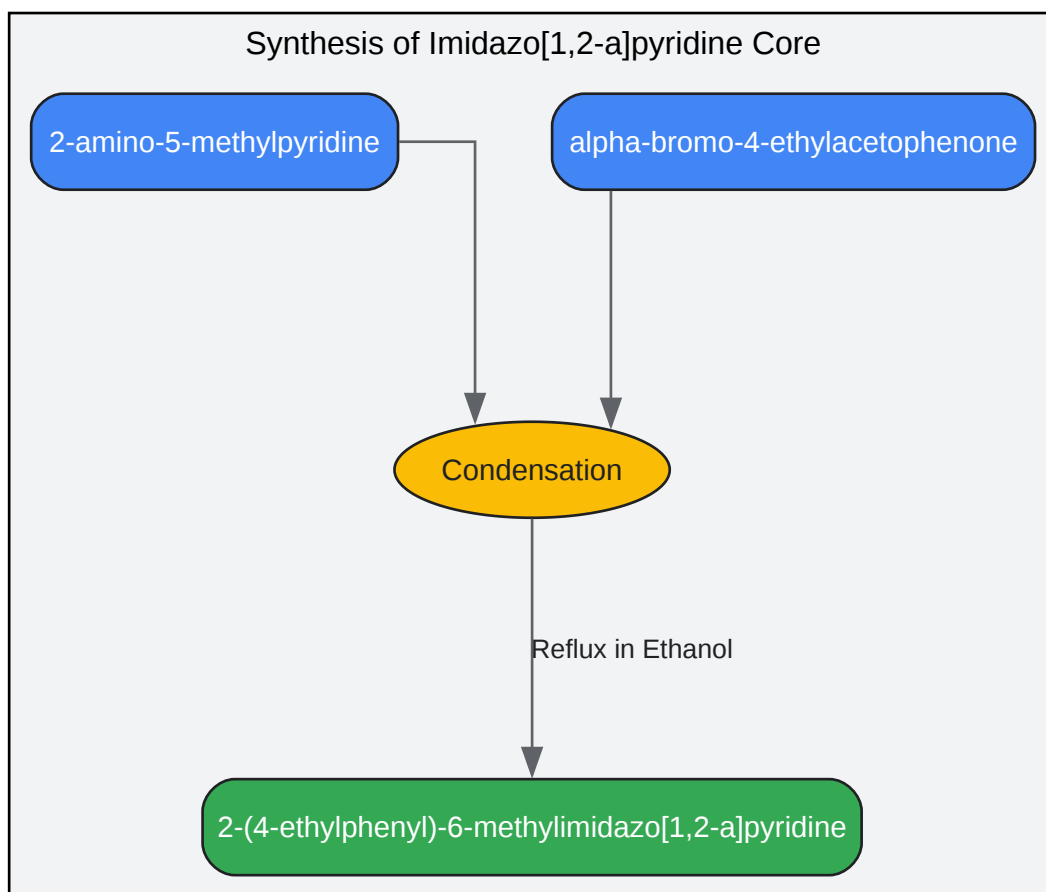 Synthesis of Imidazo[1,2-a]pyridine Core
2-amino-5-methylpyridine
alpha-bromo-4-ethylacetophenone
Condensation
Reflux in Ethanol
2-(4-ethylphenyl)-6-methylimidazo[1,2-a]pyridine